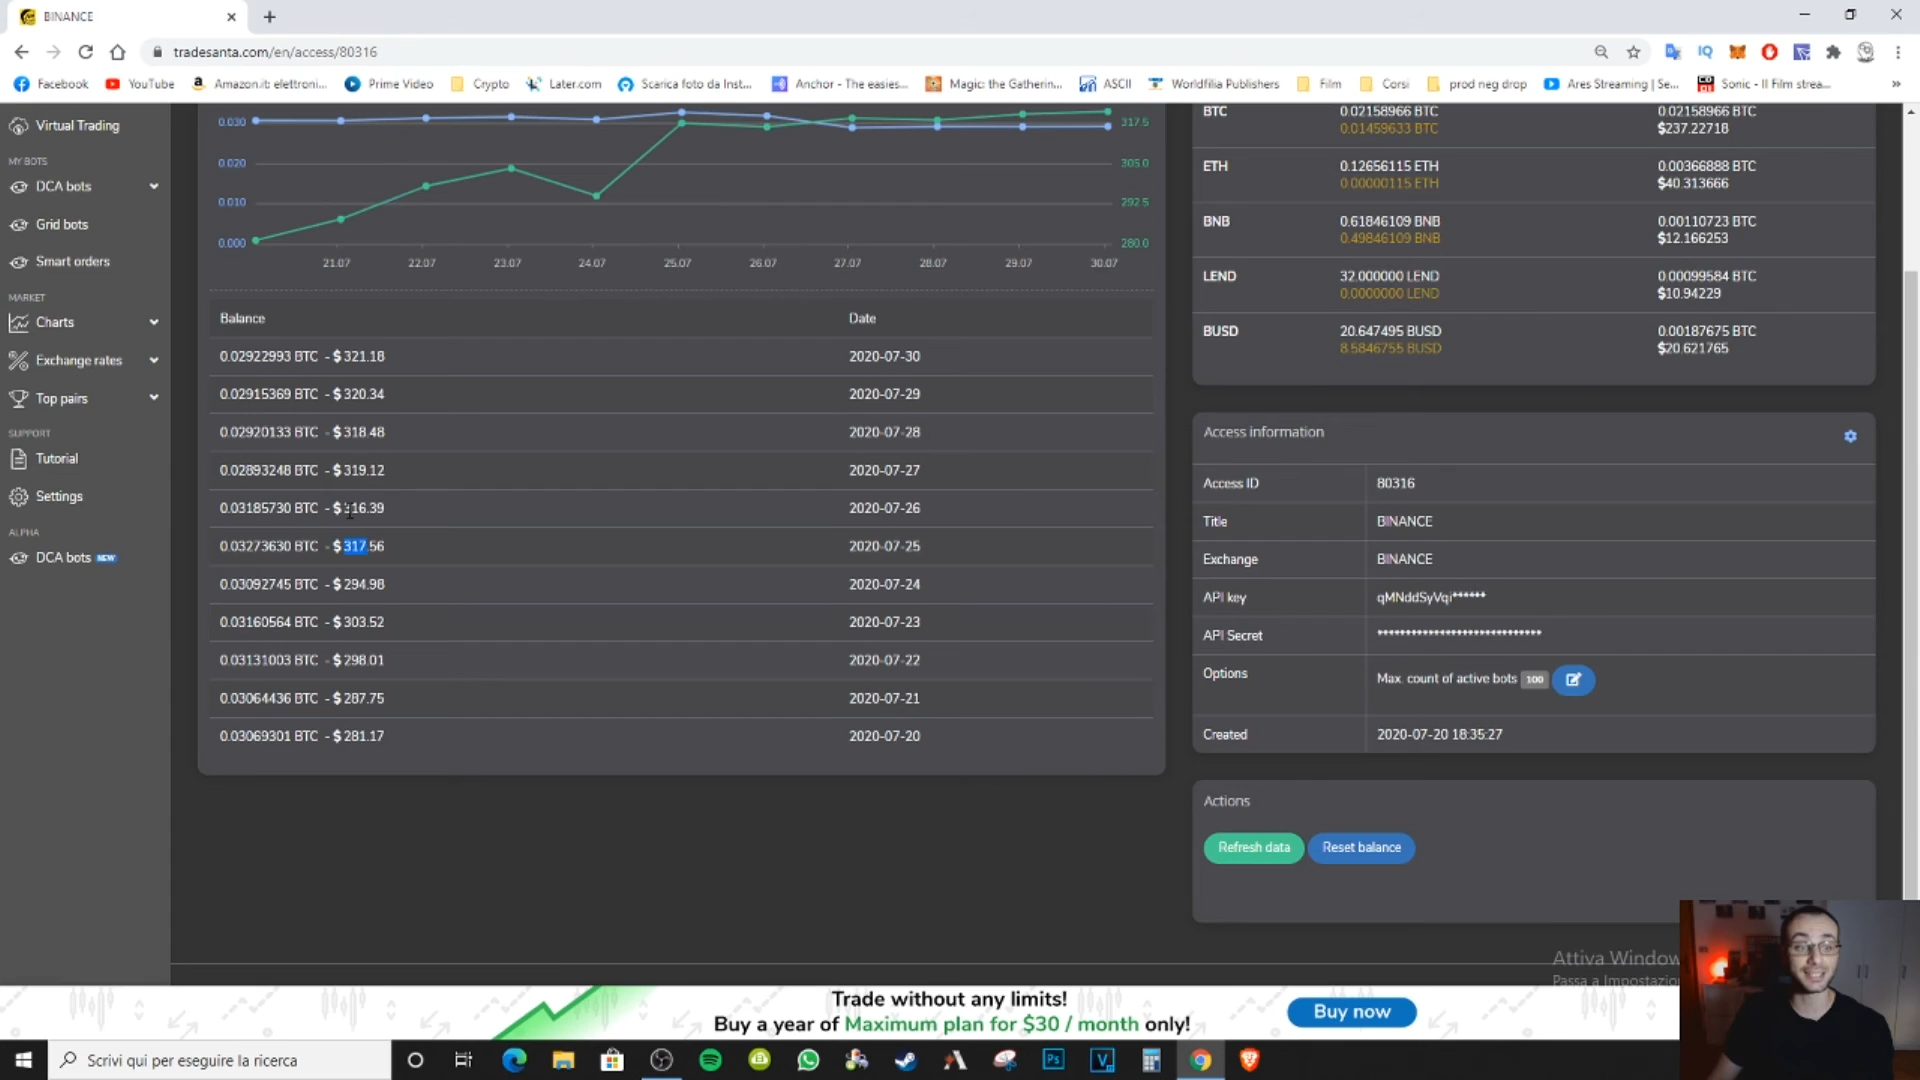 BINANCE
tradesanta.com/en/access/80316
Facebook YouTube Amazon.it: elettroni... Prime Video Crypto Later.com Scarica foto da Inst... Anchor - The easies... Magic: the Gatherin... ASCII Worldfilia Publishers Film Corsi prod neg drop Ares Streaming | Se... Sonic - Il Film strea... »
Virtual Trading
MY BOTS
DCA bots
Grid bots
Smart orders
MARKET
Charts
Exchange rates
Top pairs
SUPPORT
Tutorial
Settings
ALPHA
DCA bots NEW
0.030 317.5
0.020 305.0
0.010 292.5
0.000 280.0
21.07 22.07 23.07 24.07 25.07 26.07 27.07 28.07 29.07 30.07
Balance Date
0.02922993 BTC - $ 321.18 2020-07-30
0.02915369 BTC - $ 320.34 2020-07-29
0.02920133 BTC - $ 318.48 2020-07-28
0.02893248 BTC - $ 319.12 2020-07-27
0.03185730 BTC - $ 316.39 2020-07-26
0.03273630 BTC - $ 317.56 2020-07-25
0.03092745 BTC - $ 294.98 2020-07-24
0.03160564 BTC - $ 303.52 2020-07-23
0.03131003 BTC - $ 298.01 2020-07-22
0.03064436 BTC - $ 287.75 2020-07-21
0.03069301 BTC - $ 281.17 2020-07-20
BTC 0.02158966 BTC 0.02158966 BTC
0.01459633 BTC $237.22718
ETH 0.12656115 ETH 0.00366888 BTC
0.00000115 ETH $40.313666
BNB 0.61846109 BNB 0.00110723 BTC
0.49846109 BNB $12.166253
LEND 32.000000 LEND 0.00099584 BTC
0.0000000 LEND $10.94229
BUSD 20.647495 BUSD 0.00187675 BTC
8.5846755 BUSD $20.621765
Access information
Access ID 80316
Title BINANCE
Exchange BINANCE
API key qMNddSyVqi******
API Secret *****************************
Options Max. count of active bots 100
Created 2020-07-20 18:35:27
Actions
Refresh data Reset balance
Attiva Window
Passa a Impostazion
Trade without any limits!
Buy a year of Maximum plan for $30 / month only!
Buy now
Scrivi qui per eseguire la ricerca